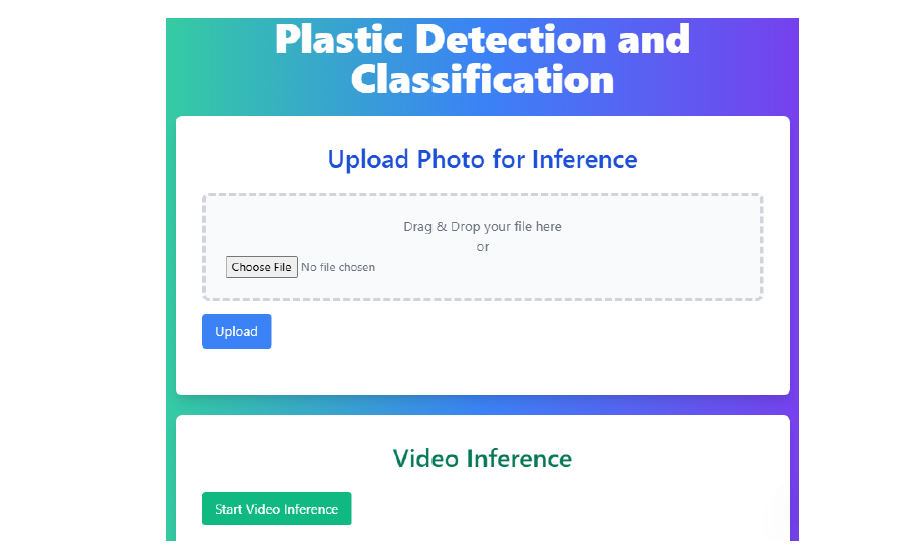 Plastic Detection and
Classification
Upload Photo for Inference
Drag & Drop your file here
or
Choose File No file chosen
Upload
Video Inference
Start Video Inference